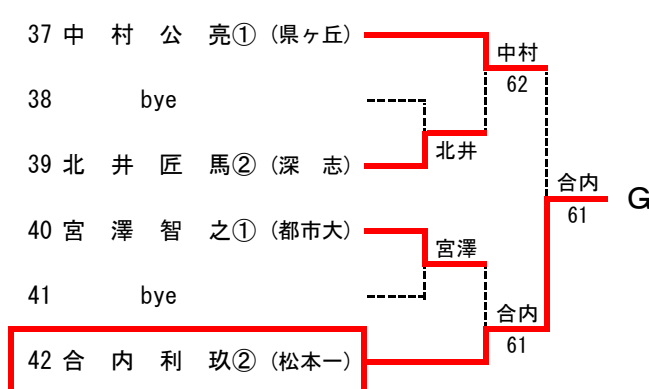 37 中 村 公 亮① (県ヶ丘)
中村
62
38 bye
北井
39 北 井 匠 馬② (深 志)
合内
61
G
40 宮 澤 智 之① (都市大)
宮澤
41 bye
合内
61
42 合 内 利 玖② (松本一)